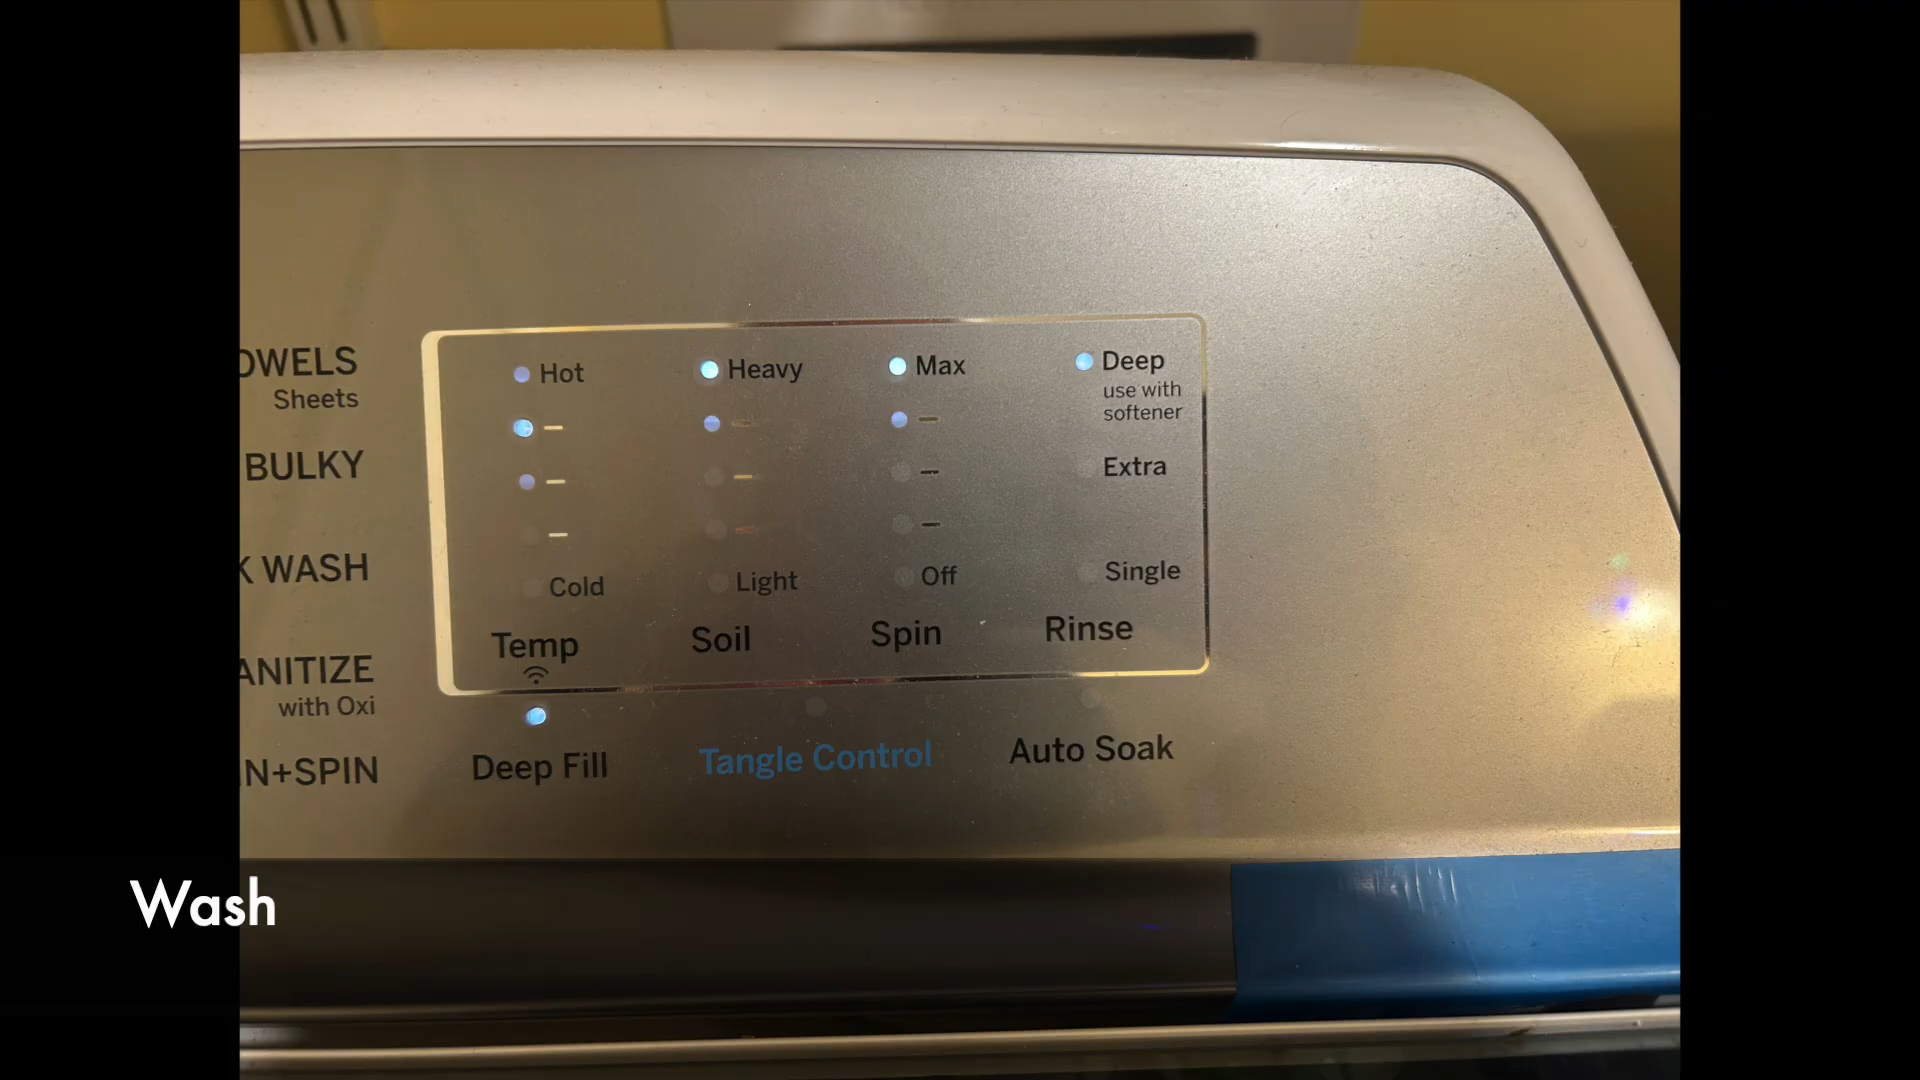 OWELS
Sheets
BULKY
K WASH
ANITIZE
with Oxi
N+SPIN
Hot
Heavy
Max
Deep
use with
softener
Extra
Cold
Light
Off
Single
Temp
Soil
Spin
Rinse
Deep Fill
Tangle Control
Auto Soak
Wash